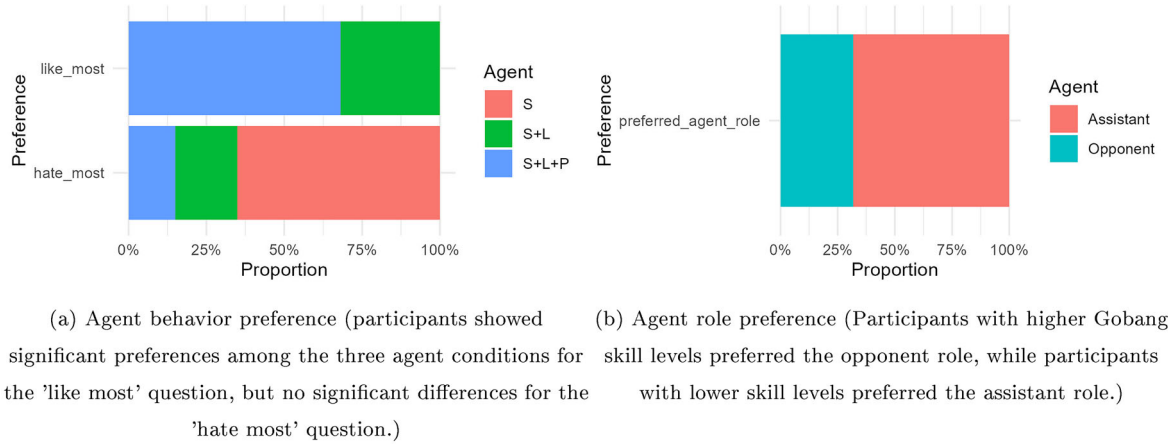 Preference
like_most
hate_most
0%
25%
50%
75%
100%
Proportion
Agent
S
S+L
S+L+P
Preference
preferred_agent_role
0%
25%
50%
75%
100%
Proportion
Agent
Assistant
Opponent
(a) Agent behavior preference (participants showed
significant preferences among the three agent conditions for
the 'like most' question, but no significant differences for the
'hate most' question.)
(b) Agent role preference (Participants with higher Gobang
skill levels preferred the opponent role, while participants
with lower skill levels preferred the assistant role.)